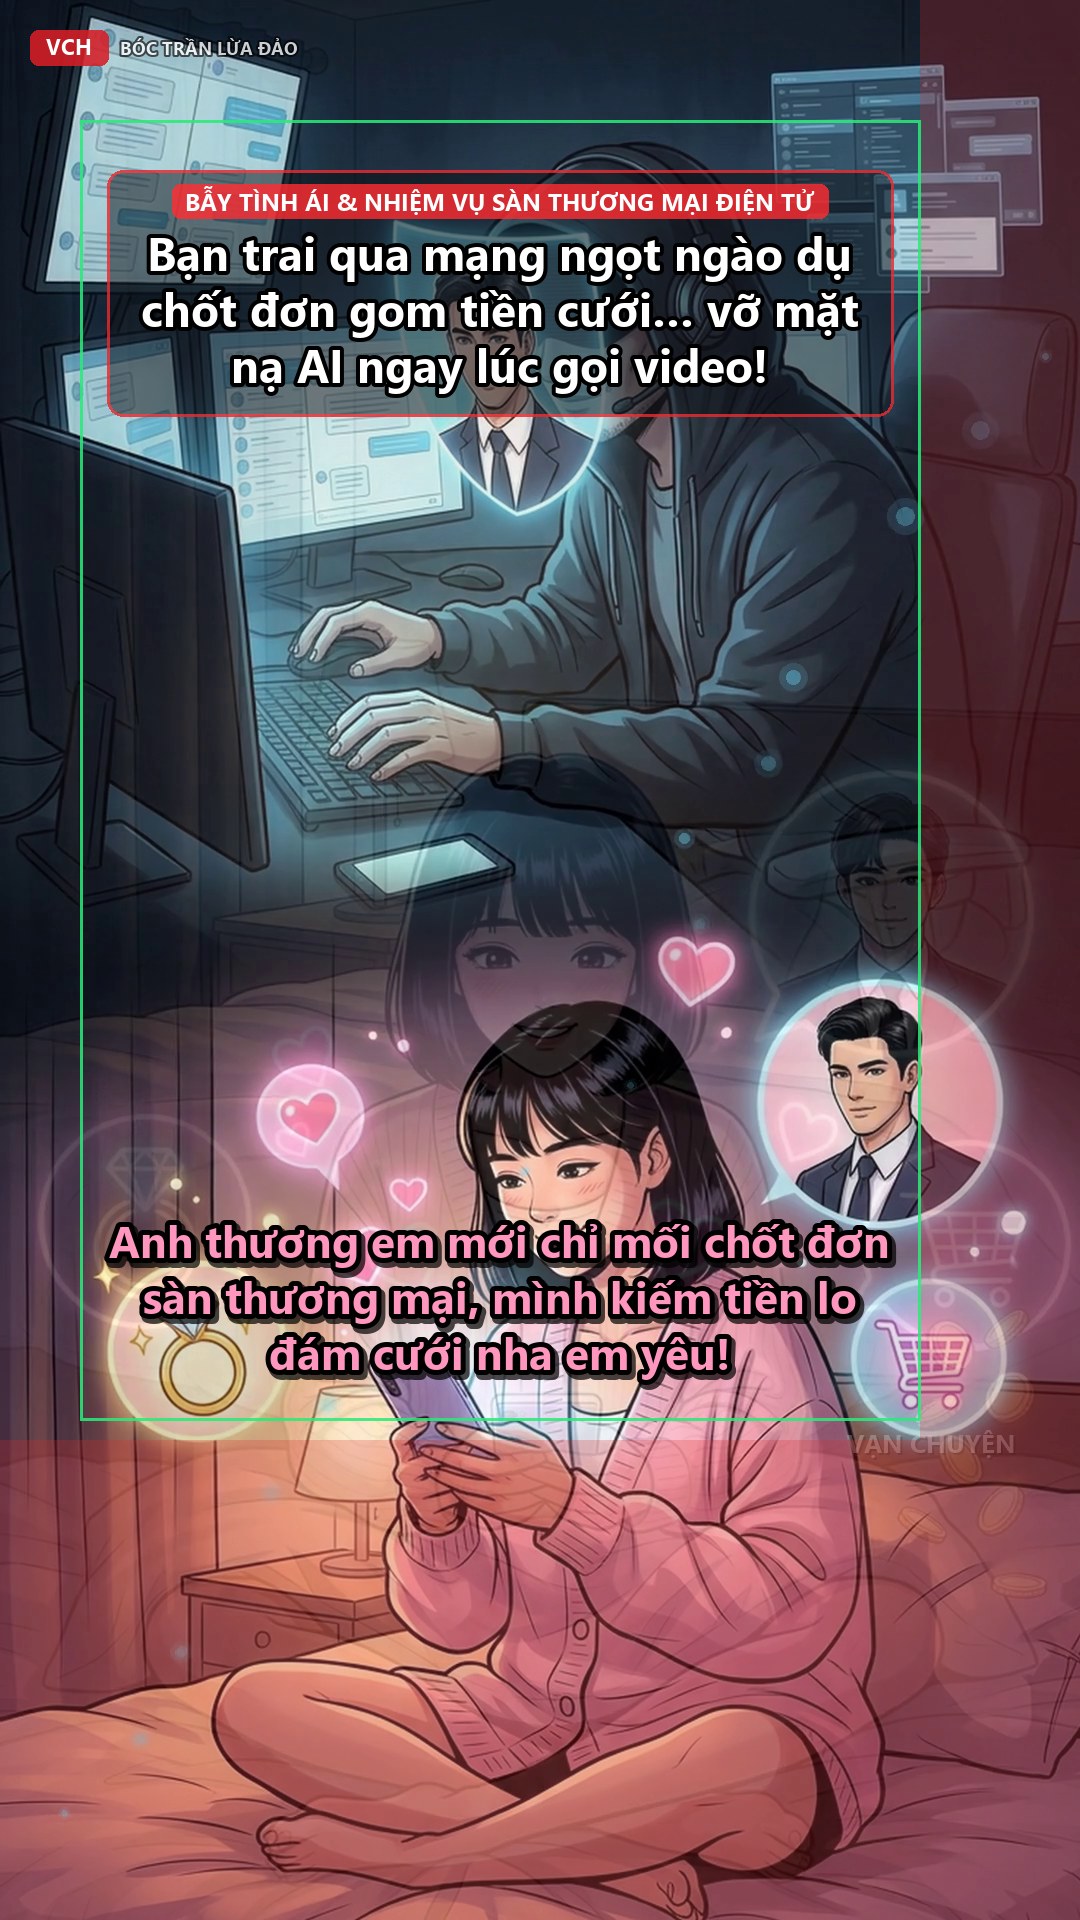 VCH BÓC TRẦN LỪA ĐẢO
BẪY TÌNH ÁI & NHIỆM VỤ SÀN THƯƠNG MẠI ĐIỆN TỬ
Bạn trai qua mạng ngọt ngào dụ
chốt đơn gom tiền cưới... vỡ mặt
nạ AI ngay lúc gọi video!
Anh thương em mới chỉ mối chốt đơn
sàn thương mại, mình kiếm tiền lo
đám cưới nha em yêu!
VẠN CHUYỆN